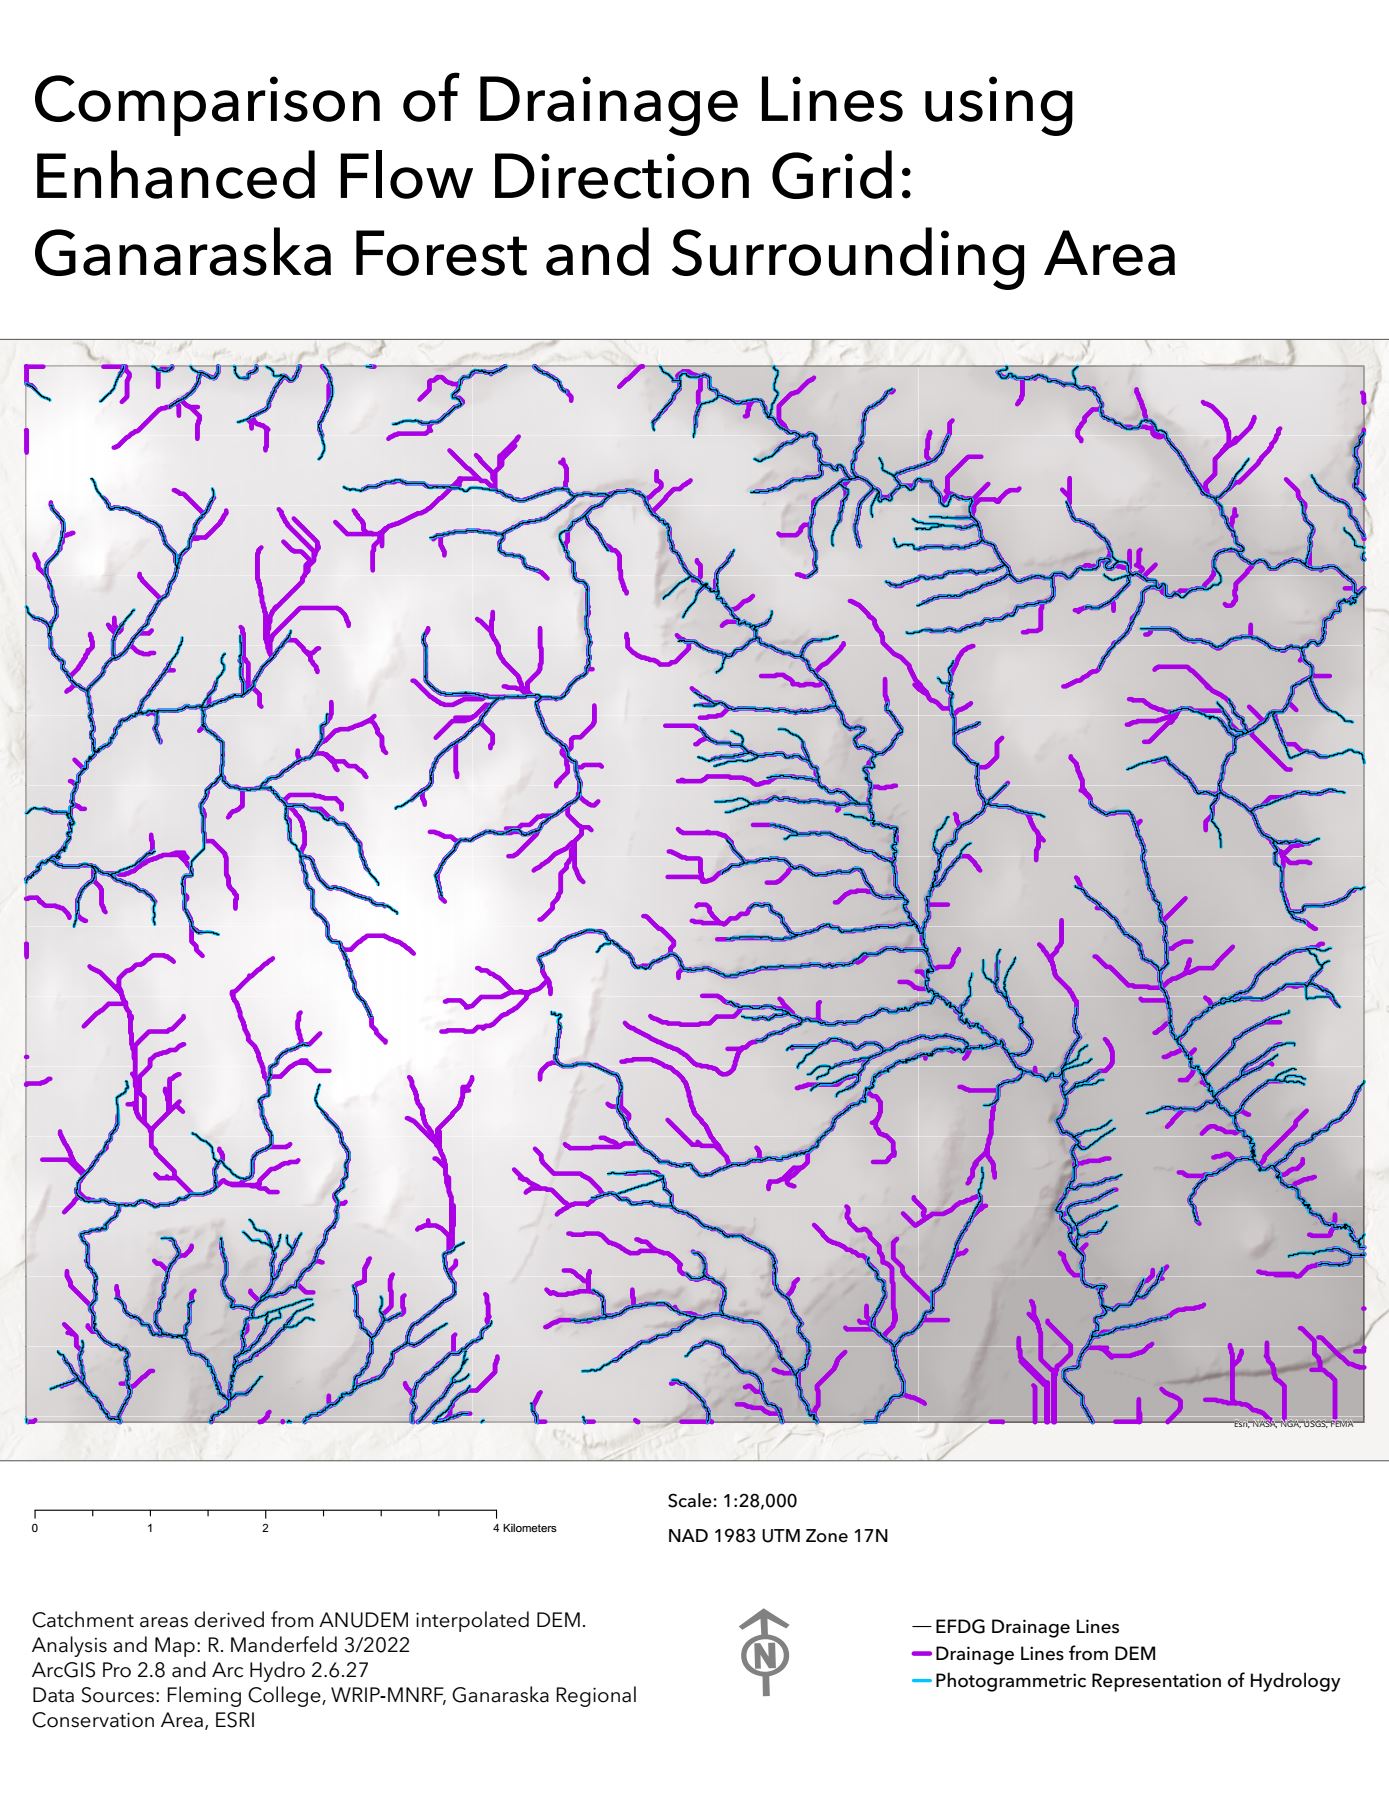 Comparison of Drainage Lines using
Enhanced Flow Direction Grid:
Ganaraska Forest and Surrounding Area
Esri, NASA, NGA, USGS, FEMA
0 1 2 4 Kilometers
Scale: 1:28,000
NAD 1983 UTM Zone 17N
Catchment areas derived from ANUDEM interpolated DEM.
Analysis and Map: R. Manderfeld 3/2022
ArcGIS Pro 2.8 and Arc Hydro 2.6.27
Data Sources: Fleming College, WRIP-MNRF, Ganaraska Regional
Conservation Area, ESRI
N
EFDG Drainage Lines
Drainage Lines from DEM
Photogrammetric Representation of Hydrology